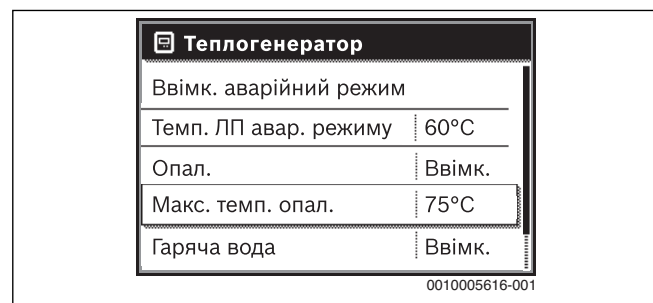 Теплогенератор
Ввімк. аварійний режим
Темп. ЛП авар. режиму 60°C
Опал. Ввімк.
Макс. темп. опал. 75°C
Гаряча вода Ввімк.
0010005616-001